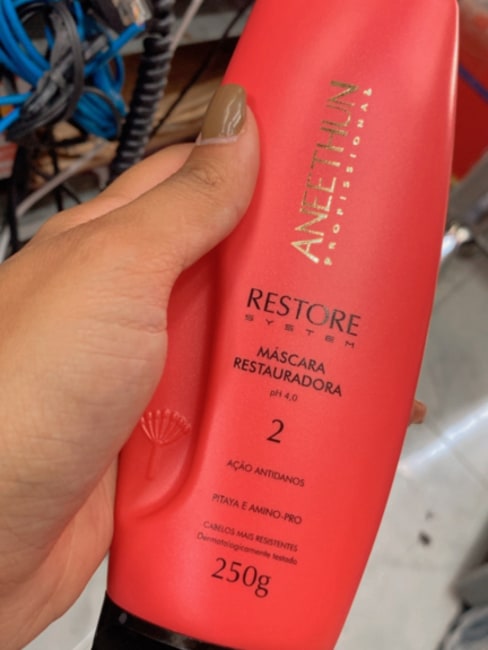 ANEETHUN
PROFISSIONAL
RESTORE
SYSTEM
MÁSCARA
RESTAURADORA
pH 4,0
2
AÇÃO ANTIDANOS
PITAYA E AMINO-PRO
CABELOS MAIS RESISTENTES
Dermatologicamente testado
250g